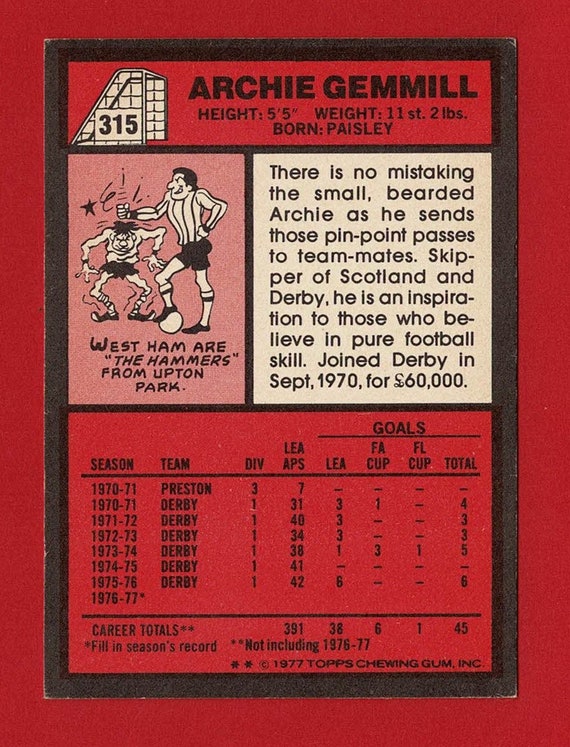 315
ARCHIE GEMMILL
HEIGHT: 5'5" WEIGHT: 11 st. 2 lbs.
BORN: PAISLEY
WEST HAM ARE
"THE HAMMERS"
FROM UPTON
PARK.
There is no mistaking
the small, bearded
Archie as he sends
those pin-point passes
to team-mates. Skip-
per of Scotland and
Derby, he is an inspira-
tion to those who be-
lieve in pure football
skill. Joined Derby in
Sept, 1970, for £60,000.
GOALS
SEASON TEAM DIV LEA APS LEA FA CUP FL CUP TOTAL
1970-71 PRESTON 3 7 – – – –
1970-71 DERBY 1 31 3 1 – 4
1971-72 DERBY 1 40 3 – – 3
1972-73 DERBY 1 34 3 – – 3
1973-74 DERBY 1 38 1 3 1 5
1974-75 DERBY 1 41 – – – –
1975-76 DERBY 1 42 6 – – 6
1976-77*
CAREER TOTALS** 391 38 6 1 45
*Fill in season's record **Not including 1976-77
** © 1977 TOPPS CHEWING GUM, INC.